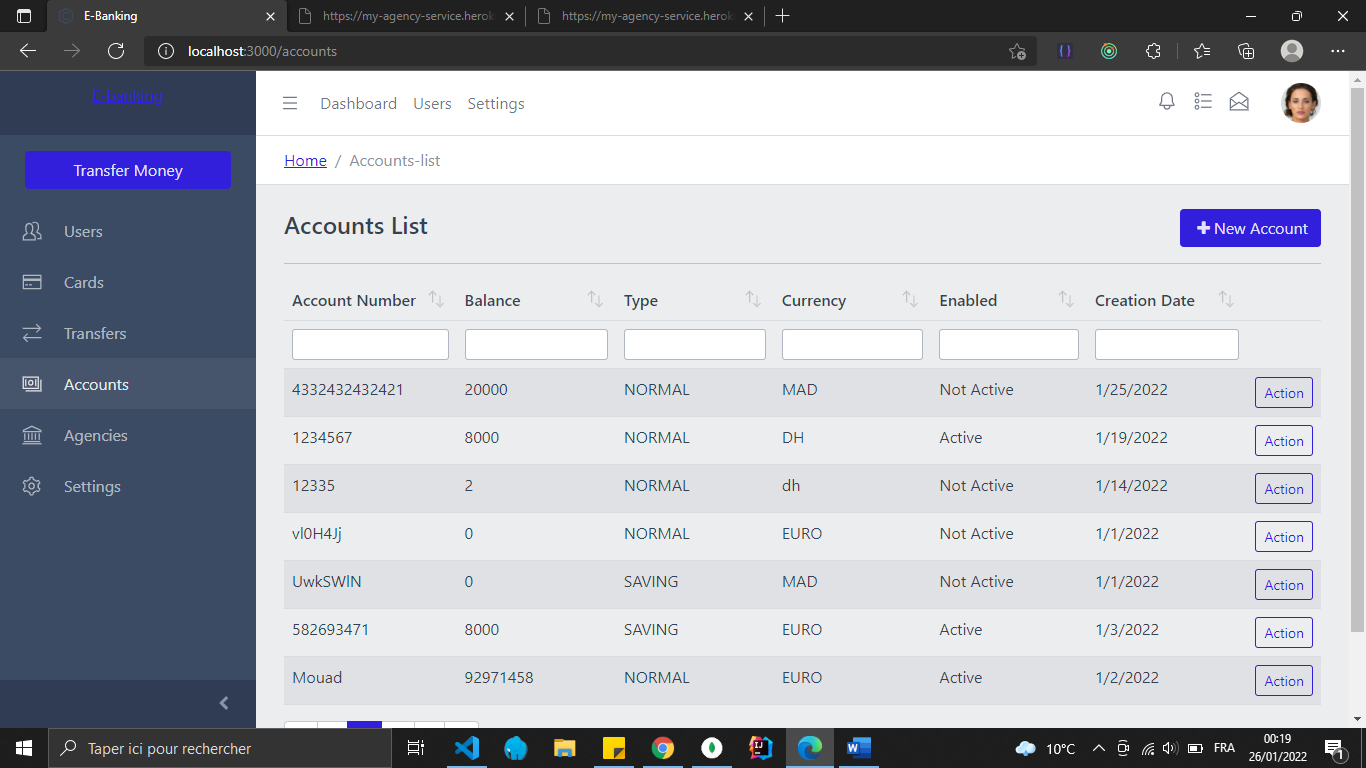 E-Banking
https://my-agency-service.herok
https://my-agency-service.herok
localhost:3000/accounts
E-banking
Dashboard Users Settings
Transfer Money
Home / Accounts-list
Users
Cards
Transfers
Accounts
Agencies
Settings
Accounts List
New Account
Account Number Balance Type Currency Enabled Creation Date
4332432432421 20000 NORMAL MAD Not Active 1/25/2022 Action
1234567 8000 NORMAL DH Active 1/19/2022 Action
12335 2 NORMAL dh Not Active 1/14/2022 Action
vl0H4Jj 0 NORMAL EURO Not Active 1/1/2022 Action
UwkSWlN 0 SAVING MAD Not Active 1/1/2022 Action
582693471 8000 SAVING EURO Active 1/3/2022 Action
Mouad 92971458 NORMAL EURO Active 1/2/2022 Action
Taper ici pour rechercher
10°C
FRA
00:19
26/01/2022
1